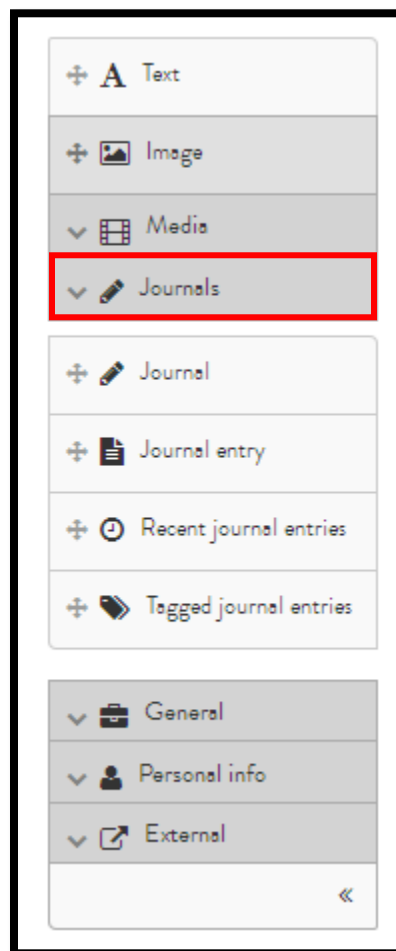 Text
Image
Media
Journals
Journal
Journal entry
Recent journal entries
Tagged journal entries
General
Personal info
External
«